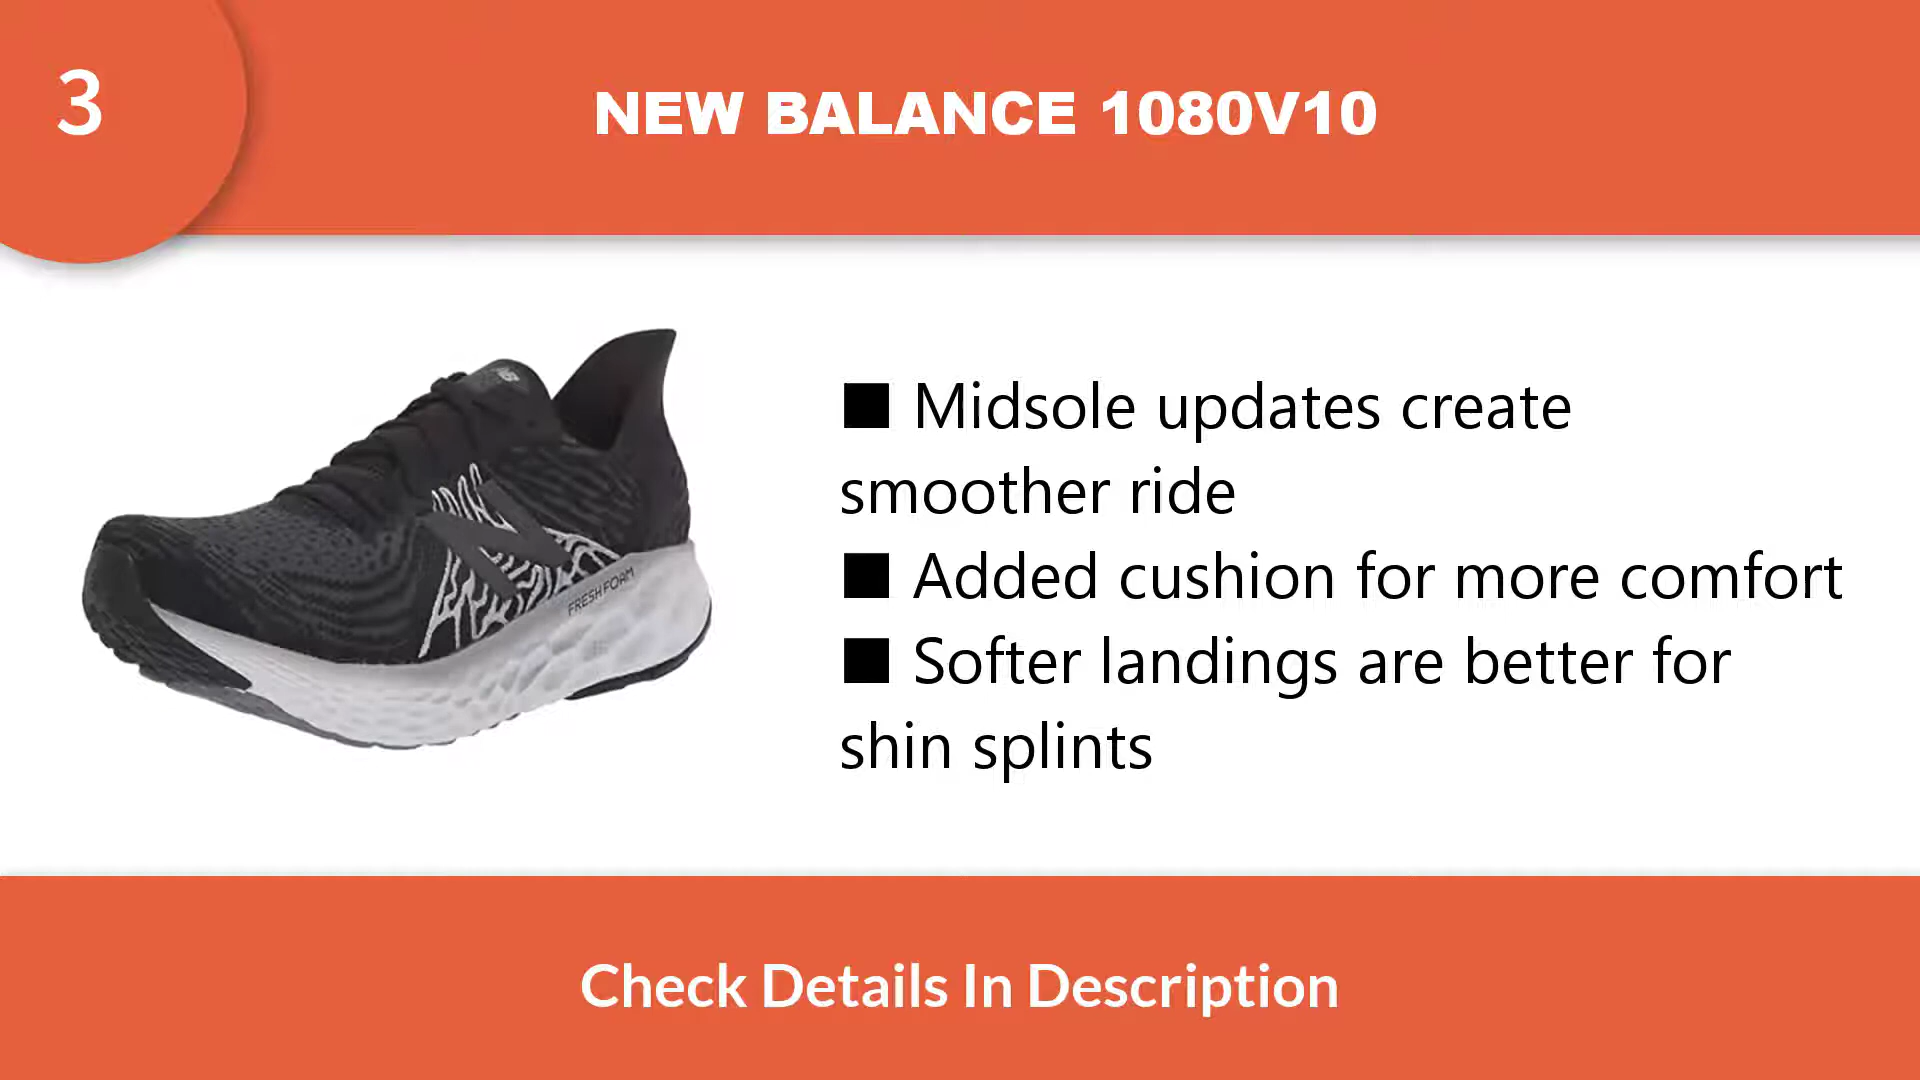 3
NEW BALANCE 1080V10
■ Midsole updates create
smoother ride
■ Added cushion for more comfort
■ Softer landings are better for
shin splints
NB
FRESH FOAM
Check Details In Description